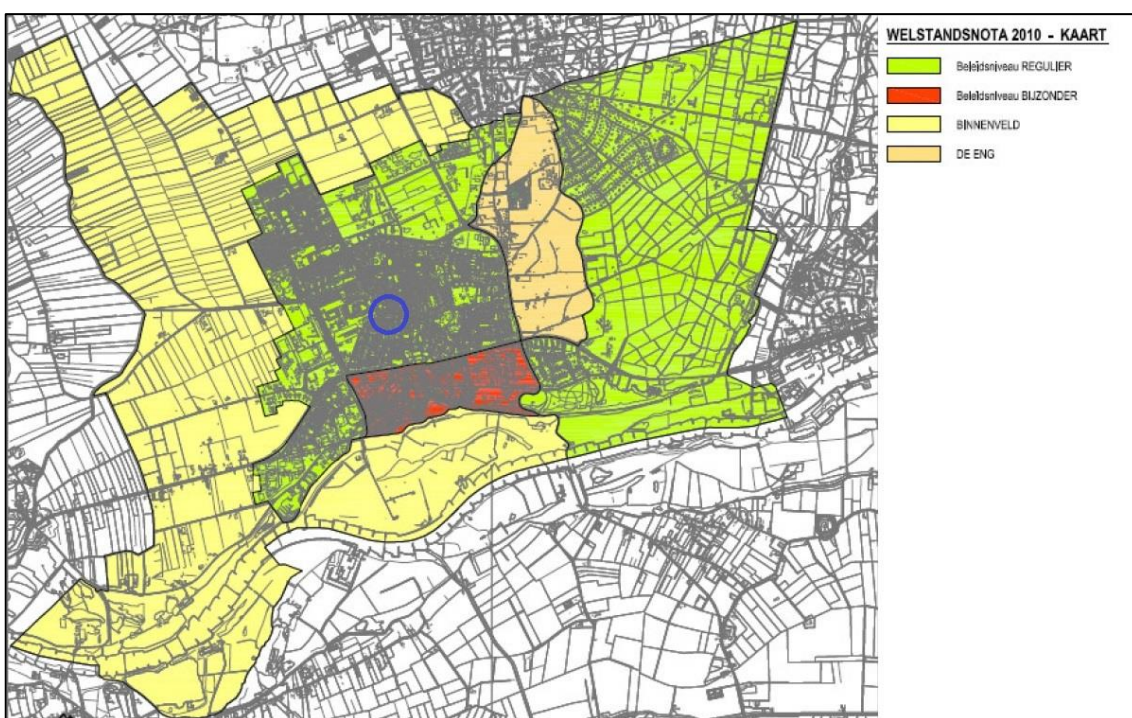 WELSTANDSNOTA 2010 - KAART
Beleidsniveau REGULIER
Beleidsniveau BIJZONDER
BINNENVELD
DE ENG